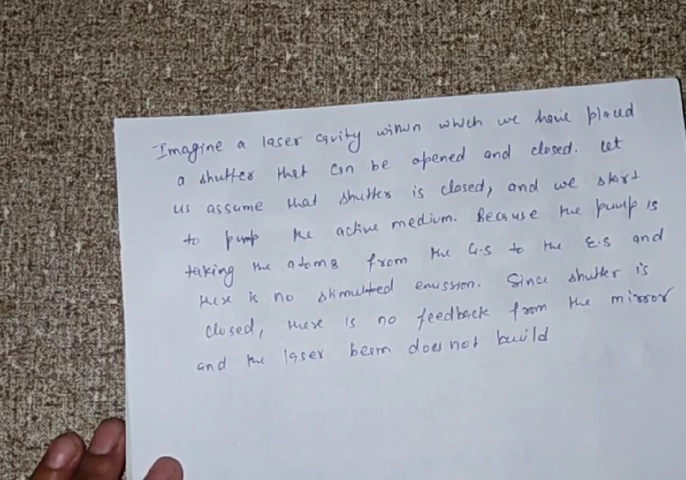 Imagine a laser cavity within which we have placed
a shutter that can be opened and closed. Let
us assume that shutter is closed, and we start
to pump the active medium. Because the pump is
taking the atoms from the G.S to the E.S and
there is no stimulated emission. Since shutter is
closed, there is no feedback from the mirror
and the laser beam does not build